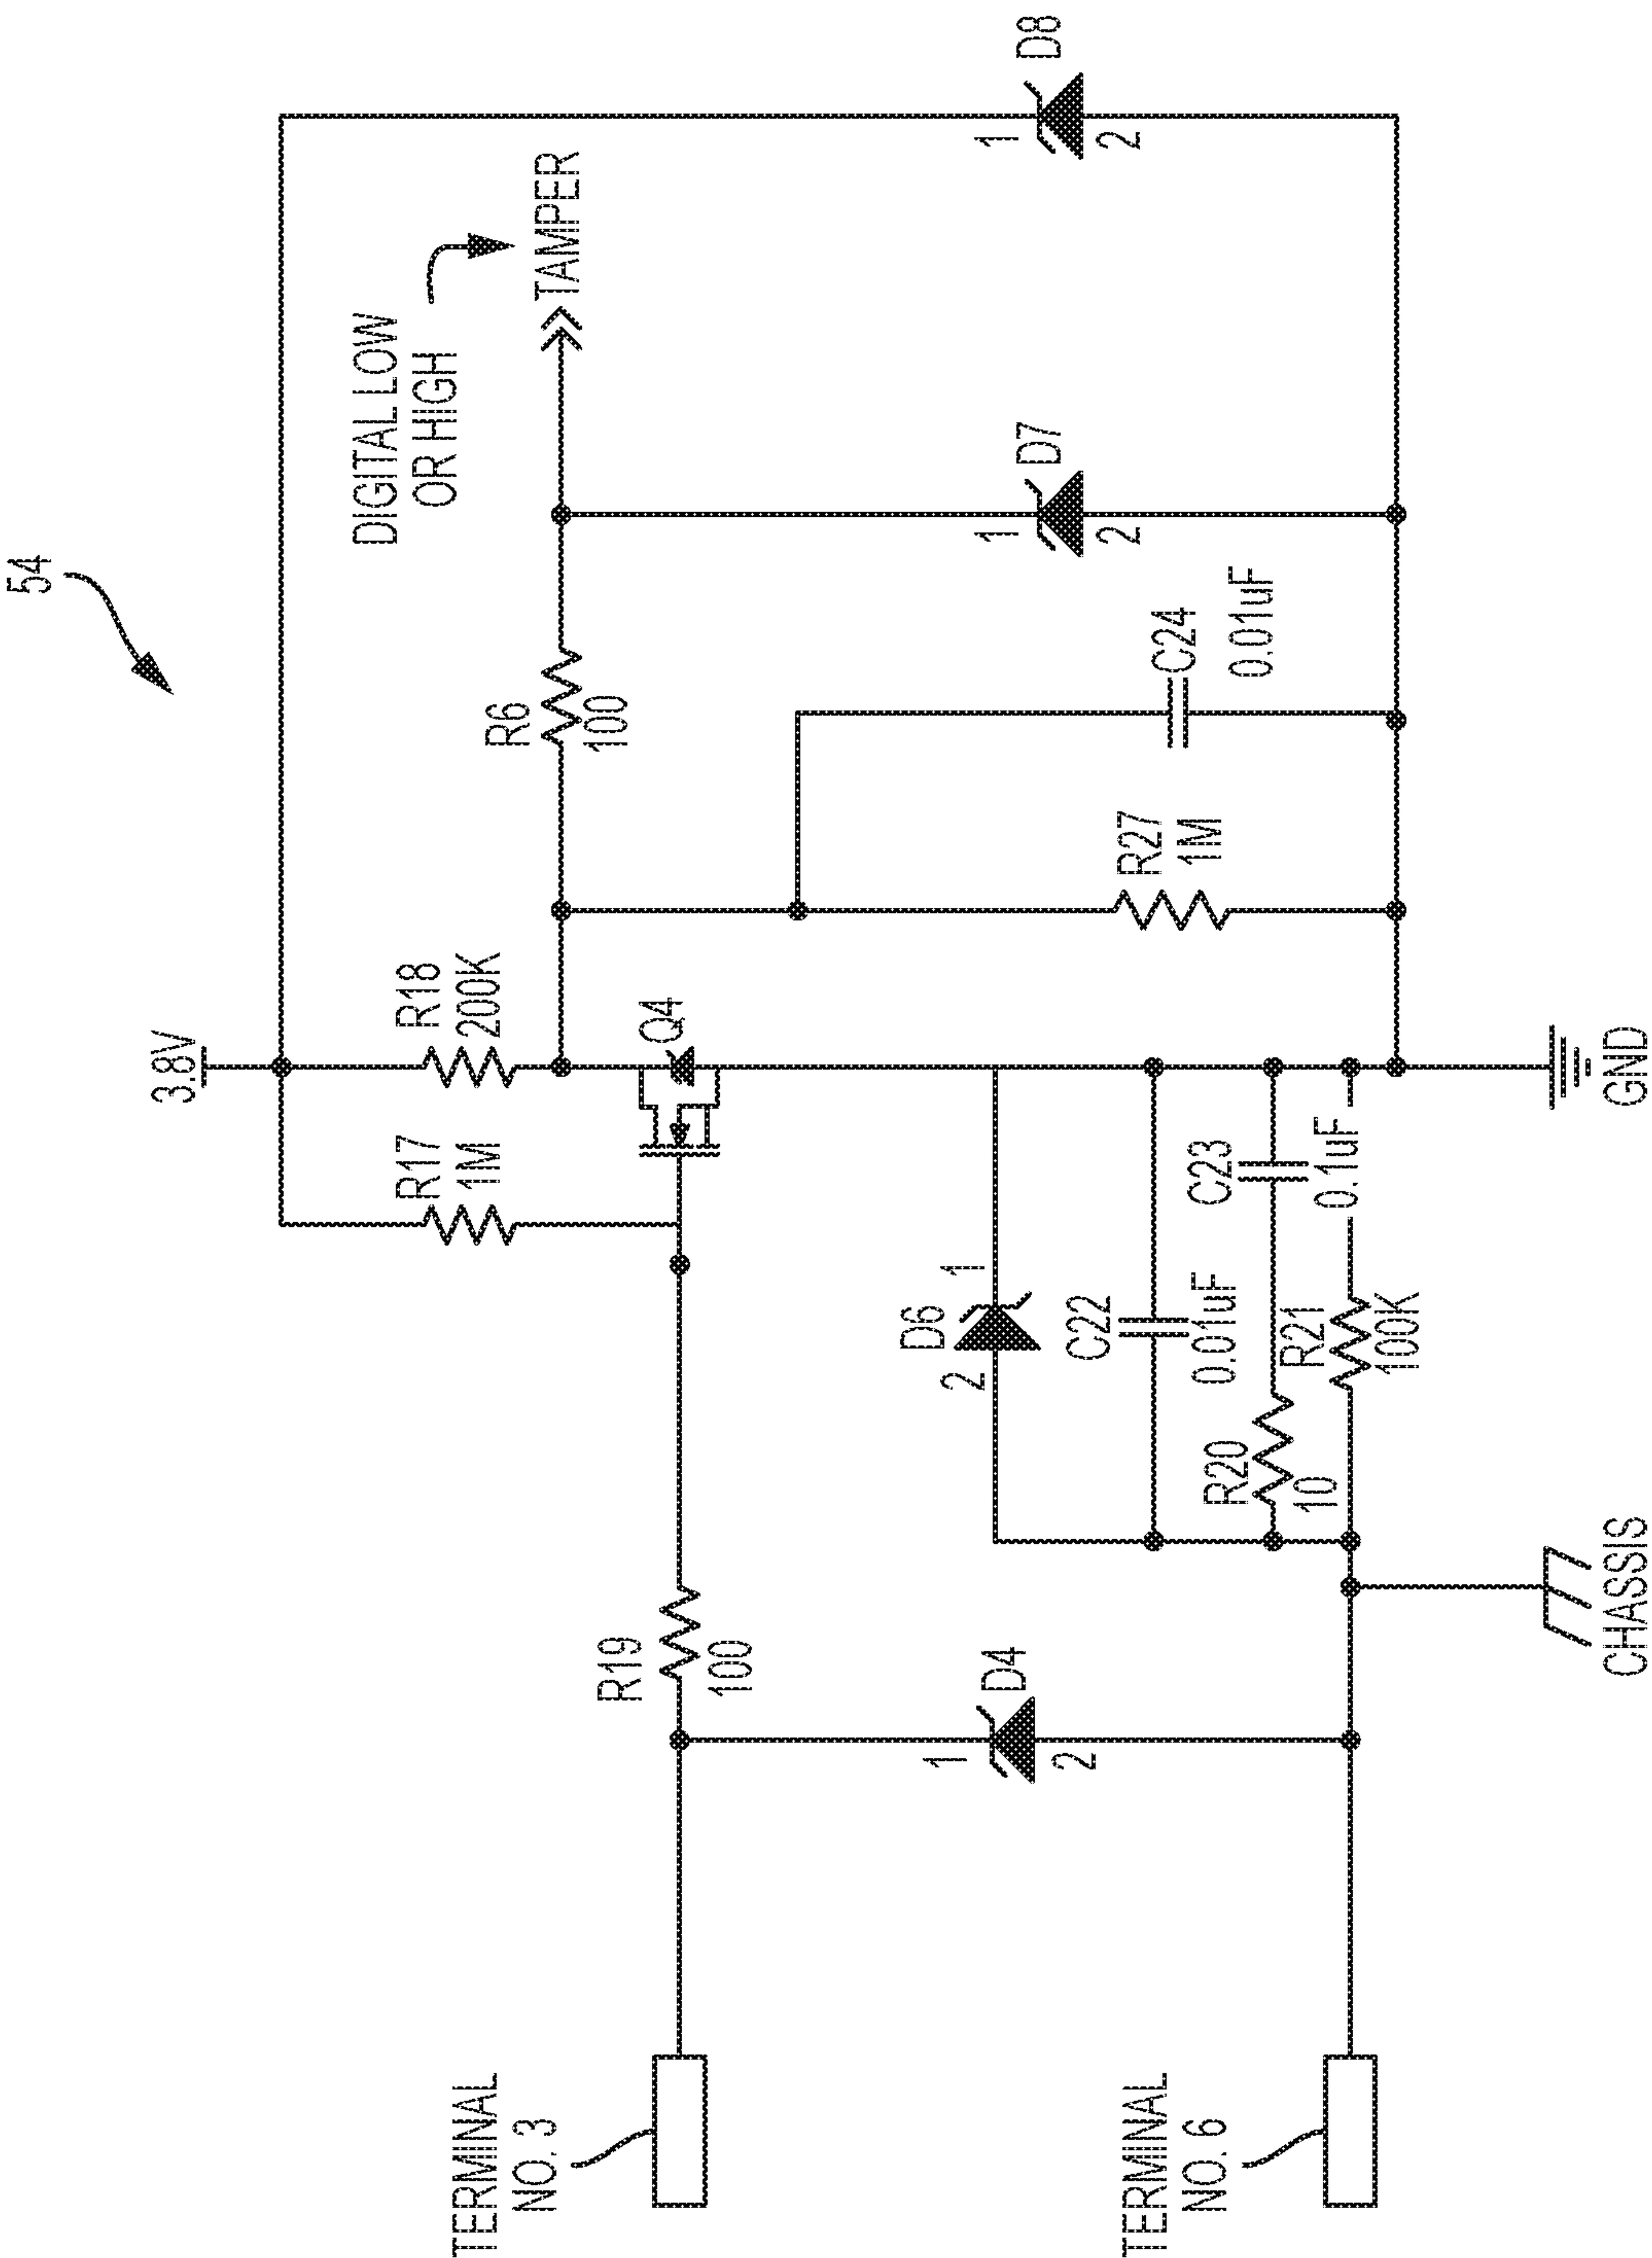 54
3.8V
R17
1M
R18
200K
DIGITAL LOW
OR HIGH
TAMPER
R6
100
Q4
R19
100
TERMINAL
NO. 3
D4
1
2
D6
1
2
C22
0.01uF
R20
10
C23
0.1uF
R21
100K
R27
1M
C24
0.01uF
D7
1
2
D8
1
2
TERMINAL
NO. 6
CHASSIS
GND